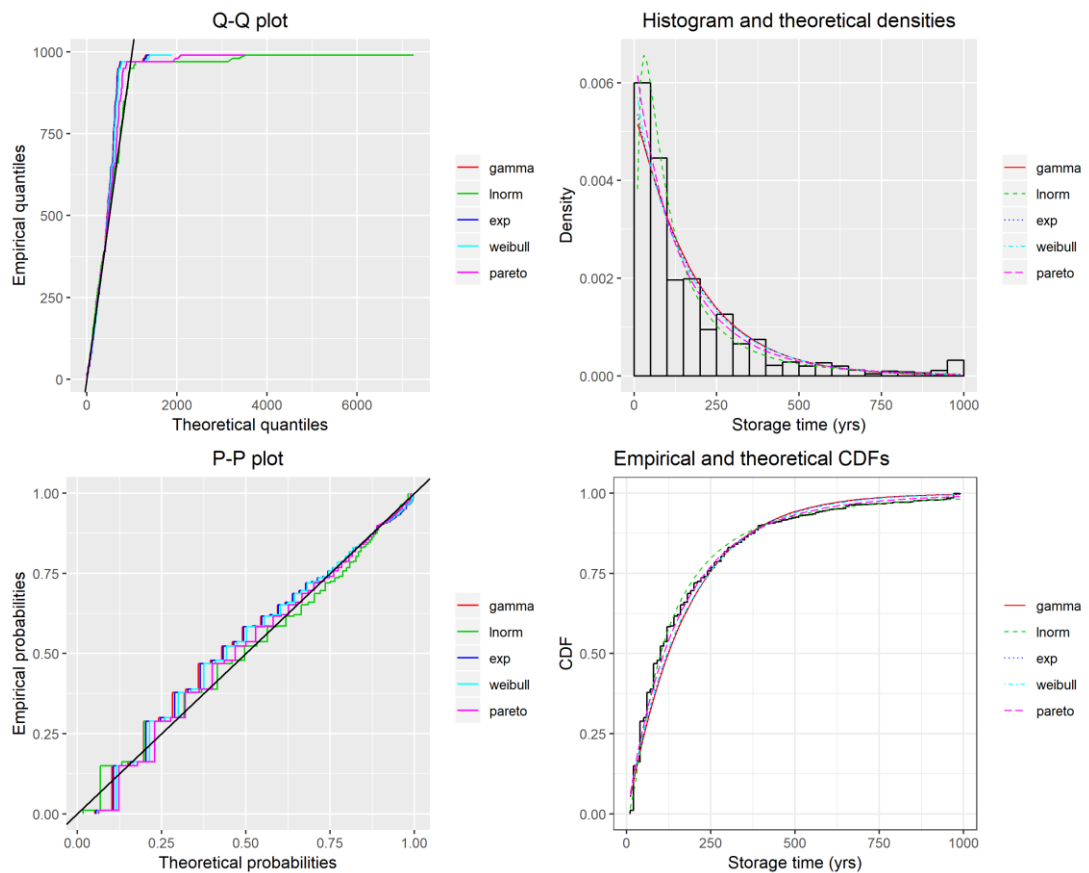 Q-Q plot
Empirical quantiles
1000
750
500
250
0
0 2000 4000 6000
Theoretical quantiles
gamma
lnorm
exp
weibull
pareto
Histogram and theoretical densities
Density
0.006
0.004
0.002
0.000
0 250 500 750 1000
Storage time (yrs)
gamma
lnorm
exp
weibull
pareto
P-P plot
Empirical probabilities
1.00
0.75
0.50
0.25
0.00
0.00 0.25 0.50 0.75 1.00
Theoretical probabilities
gamma
lnorm
exp
weibull
pareto
Empirical and theoretical CDFs
CDF
1.00
0.75
0.50
0.25
0.00
0 250 500 750 1000
Storage time (yrs)
gamma
lnorm
exp
weibull
pareto